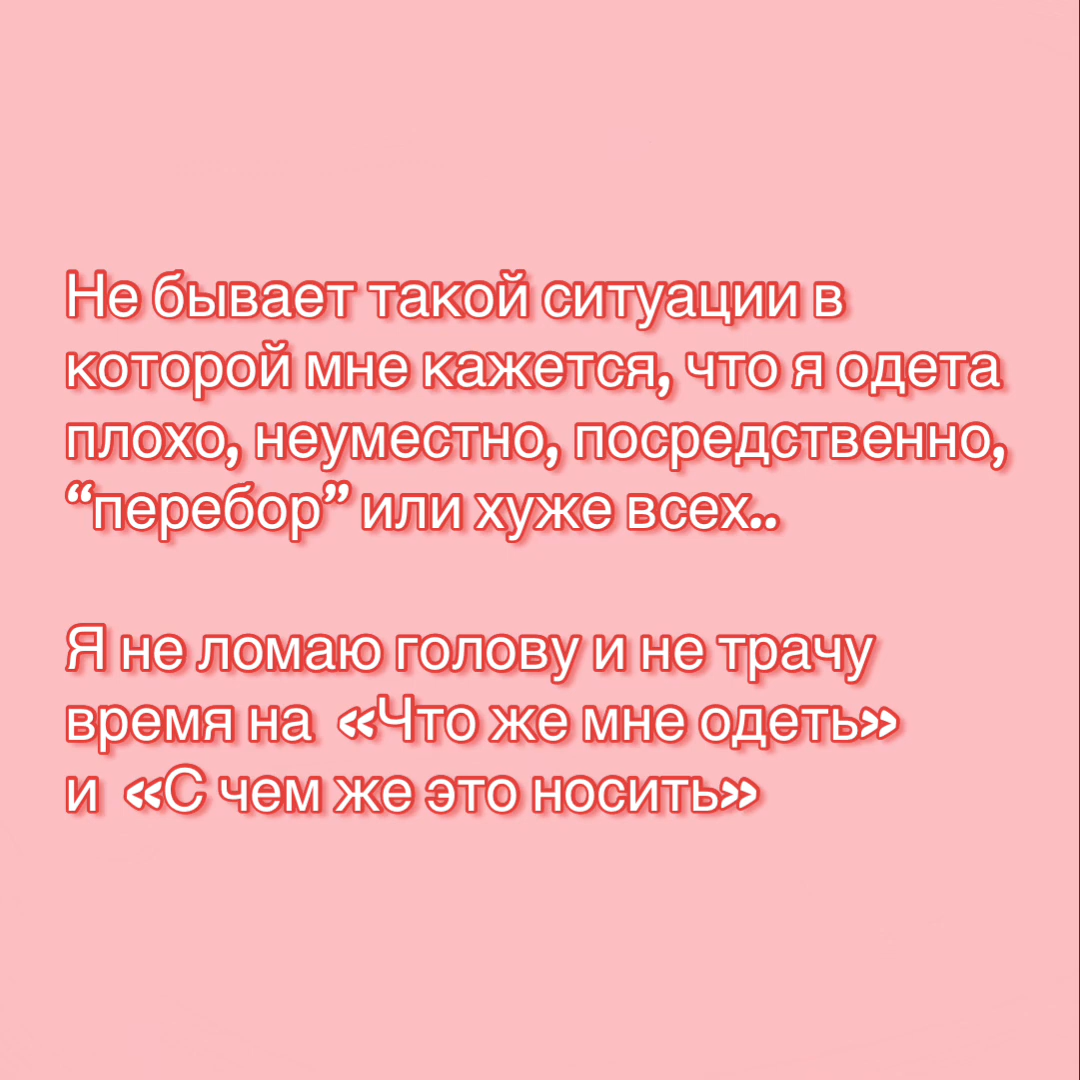 Не бывает такой ситуации в
которой мне кажется, что я одета
плохо, неуместно, посредственно,
“перебор” или хуже всех..
Я не ломаю голову и не трачу
время на «Что же мне одеть»
и «С чем же это носить»